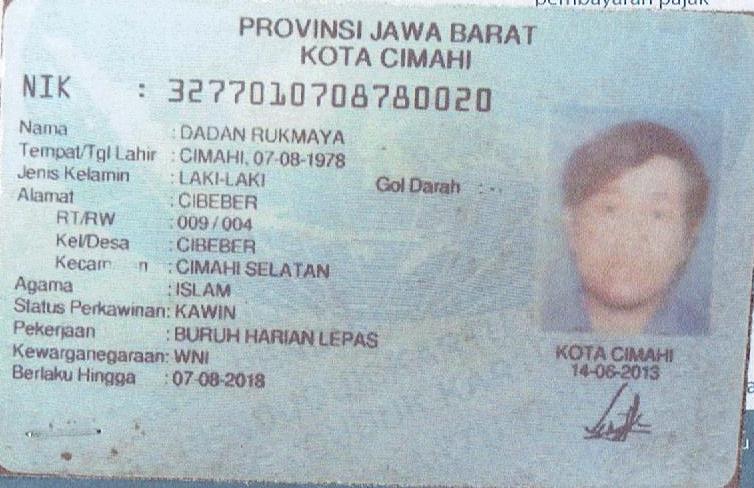 pembayaran pajak
PROVINSI JAWA BARAT
KOTA CIMAHI
NIK : 3277010708780020
Nama : DADAN RUKMAYA
Tempat/Tgl Lahir : CIMAHI, 07-08-1978
Jenis Kelamin : LAKI-LAKI Gol Darah : -
Alamat : CIBEBER
RT/RW : 009 / 004
Kel/Desa : CIBEBER
: CIMAHI SELATAN
Agama : ISLAM
Status Perkawinan: KAWIN
Pekerjaan : BURUH HARIAN LEPAS
Kewarganegaraan: WNI
Berlaku Hingga : 07-08-2018
KOTA CIMAHI
14-06-2013